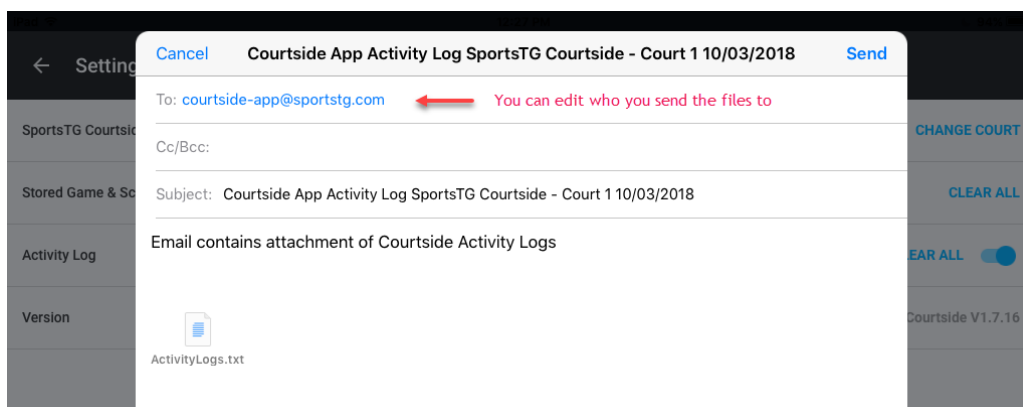 Cancel Courtside App Activity Log SportsTG Courtside - Court 1 10/03/2018 Send
← Setting
To: courtside-app@sportstg.com You can edit who you send the files to
SportsTG Courtsid CHANGE COURT
Cc/Bcc:
Stored Game & Sc CLEAR ALL
Subject: Courtside App Activity Log SportsTG Courtside - Court 1 10/03/2018
Email contains attachment of Courtside Activity Logs
Activity Log EAR ALL
Version Courtside V1.7.16
ActivityLogs.txt